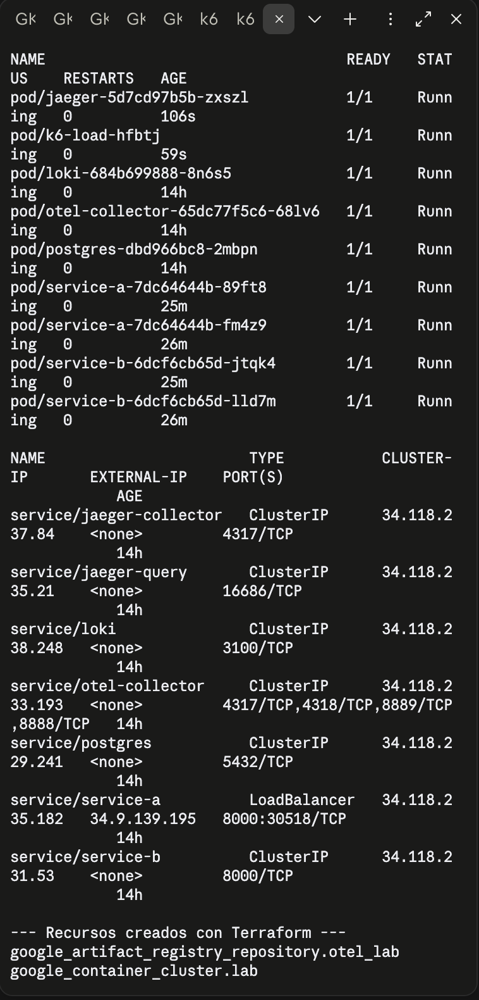 GK GK GK GK GK k6 k6
NAME READY STAT
US RESTARTS AGE
pod/jaeger-5d7cd97b5b-zxszl 1/1 Runn
ing 0 106s
pod/k6-load-hfbtj 1/1 Runn
ing 0 59s
pod/loki-684b699888-8n6s5 1/1 Runn
ing 0 14h
pod/otel-collector-65dc77f5c6-68lv6 1/1 Runn
ing 0 14h
pod/postgres-dbd966bc8-2mbpn 1/1 Runn
ing 0 14h
pod/service-a-7dc64644b-89ft8 1/1 Runn
ing 0 25m
pod/service-a-7dc64644b-fm4z9 1/1 Runn
ing 0 26m
pod/service-b-6dcf6cb65d-jtqk4 1/1 Runn
ing 0 25m
pod/service-b-6dcf6cb65d-lld7m 1/1 Runn
ing 0 26m
NAME TYPE CLUSTER-
IP EXTERNAL-IP PORT(S)
AGE
service/jaeger-collector ClusterIP 34.118.2
37.84 <none> 4317/TCP
14h
service/jaeger-query ClusterIP 34.118.2
35.21 <none> 16686/TCP
14h
service/loki ClusterIP 34.118.2
38.248 <none> 3100/TCP
14h
service/otel-collector ClusterIP 34.118.2
33.193 <none> 4317/TCP,4318/TCP,8889/TCP
,8888/TCP 14h
service/postgres ClusterIP 34.118.2
29.241 <none> 5432/TCP
14h
service/service-a LoadBalancer 34.118.2
35.182 34.9.139.195 8000:30518/TCP
14h
service/service-b ClusterIP 34.118.2
31.53 <none> 8000/TCP
14h
--- Recursos creados con Terraform ---
google_artifact_registry_repository.otel_lab
google_container_cluster.lab